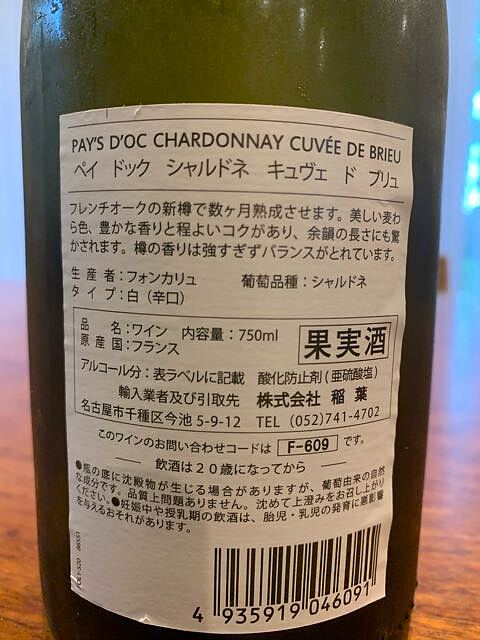 PAY'S D'OC CHARDONNAY CUVÉE DE BRIEU
ペイ ドック シャルドネ キュヴェ ド ブリュ
フレンチオークの新樽で数ヶ月熟成させます。美しい麦わ
ら色、豊かな香りと程よいコクがあり、余韻の長さにも驚
かされます。樽の香りは強すぎずバランスがとれています。
生産者：フォンカリュ 葡萄品種：シャルドネ
タイプ：白（辛口）
品名：ワイン 内容量：750ml
原産国：フランス
果実酒
アルコール分：表ラベルに記載 酸化防止剤(亜硫酸塩)
輸入業者及び引取先 株式会社 稲葉
名古屋市千種区今池 5-9-12 TEL (052)741-4702
このワインのお問い合わせコードは F-609 です。
飲酒は２０歳になってから
●瓶の底に沈殿物が生じる場合がありますが、葡萄由来の自然
な成分です。品質上問題ありません。沈めて上澄みをお召し上がり
ください。●妊娠中や授乳期の飲酒は、胎児・乳児の発育に悪影響
を与えるおそれがあります。
4 935919 046091